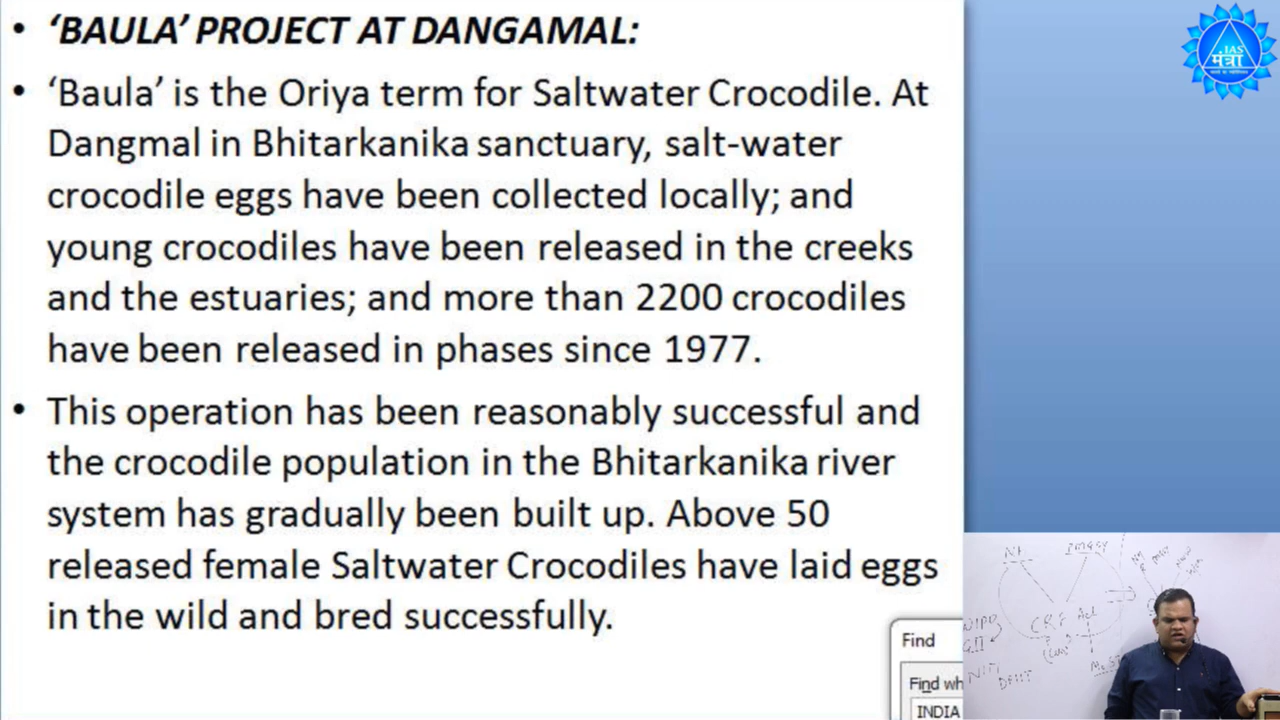 • ‘BAULA’ PROJECT AT DANGAMAL:
• ‘Baula’ is the Oriya term for Saltwater Crocodile. At
Dangmal in Bhitarkanika sanctuary, salt-water
crocodile eggs have been collected locally; and
young crocodiles have been released in the creeks
and the estuaries; and more than 2200 crocodiles
have been released in phases since 1977.
• This operation has been reasonably successful and
the crocodile population in the Bhitarkanika river
system has gradually been built up. Above 50
released female Saltwater Crocodiles have laid eggs
in the wild and bred successfully.
IAS
मंत्रा
Find
Find wh
INDIA
CRF Act